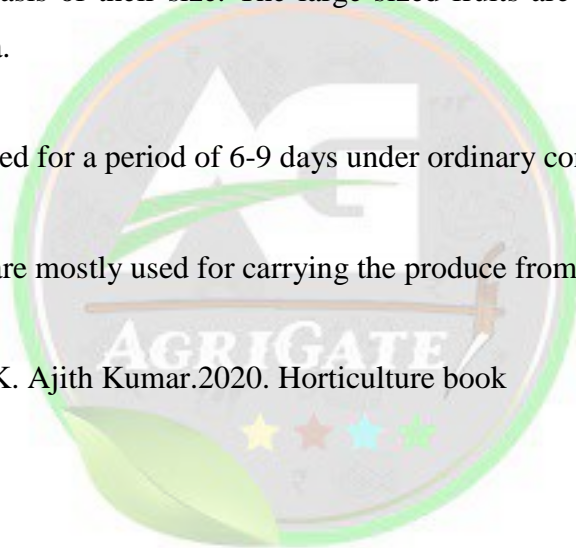 asis of their size. The large sized fruits are
a.
ed for a period of 6-9 days under ordinary co
are mostly used for carrying the produce from
AGRIGATE
K. Ajith Kumar.2020. Horticulture book